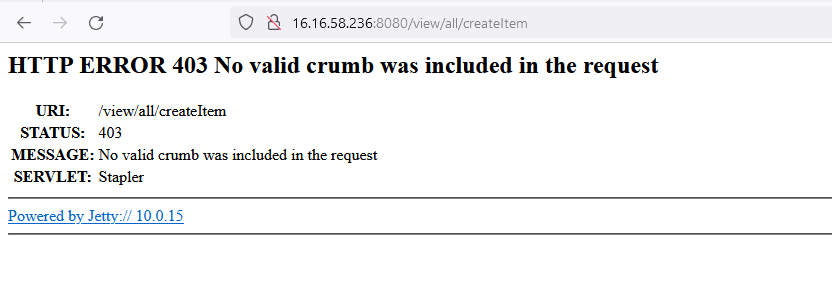 16.16.58.236:8080/view/all/createItem
HTTP ERROR 403 No valid crumb was included in the request
URI: /view/all/createItem
STATUS: 403
MESSAGE: No valid crumb was included in the request
SERVLET: Stapler
Powered by Jetty:// 10.0.15